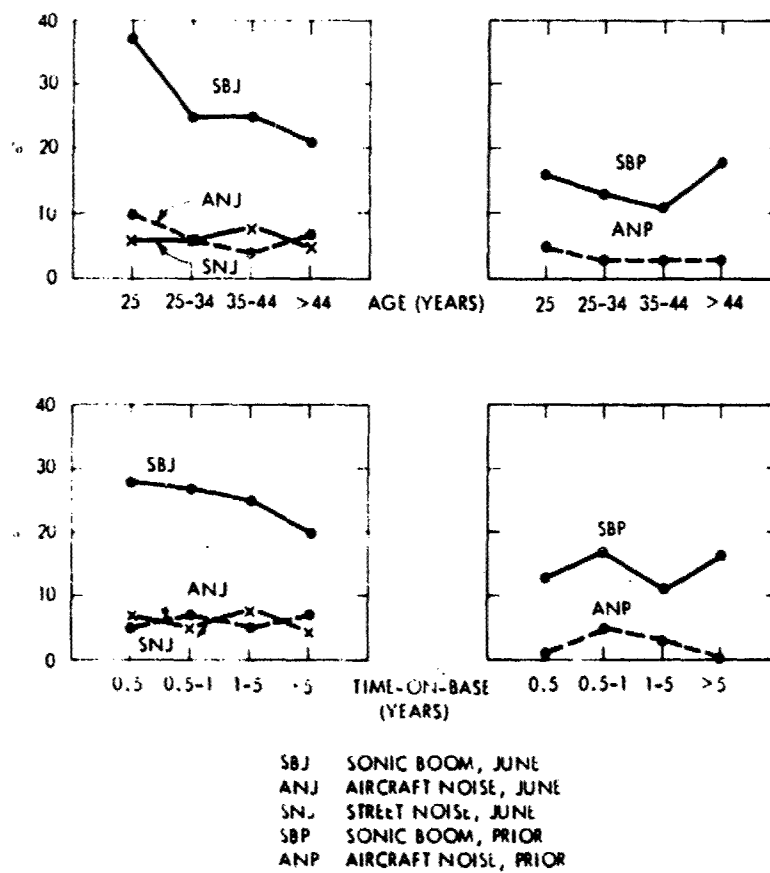 40
30
SBJ
20
SBP
ANJ
10
ANP
SNJ
0
25 25-34 35-44 >44 AGE (YEARS) 25 25-34 35-44 >44
40
SBJ
30
20
SBP
ANJ
10
ANP
SNJ
0
0.5 0.5-1 1-5 5 TIME-ON-BASE 0.5 0.5-1 1-5 >5
(YEARS)
SBJ SONIC BOOM, JUNE
ANJ AIRCRAFT NOISE, JUNE
SNJ STREET NOISE, JUNE
SBP SONIC BOOM, PRIOR
ANP AIRCRAFT NOISE, PRIOR